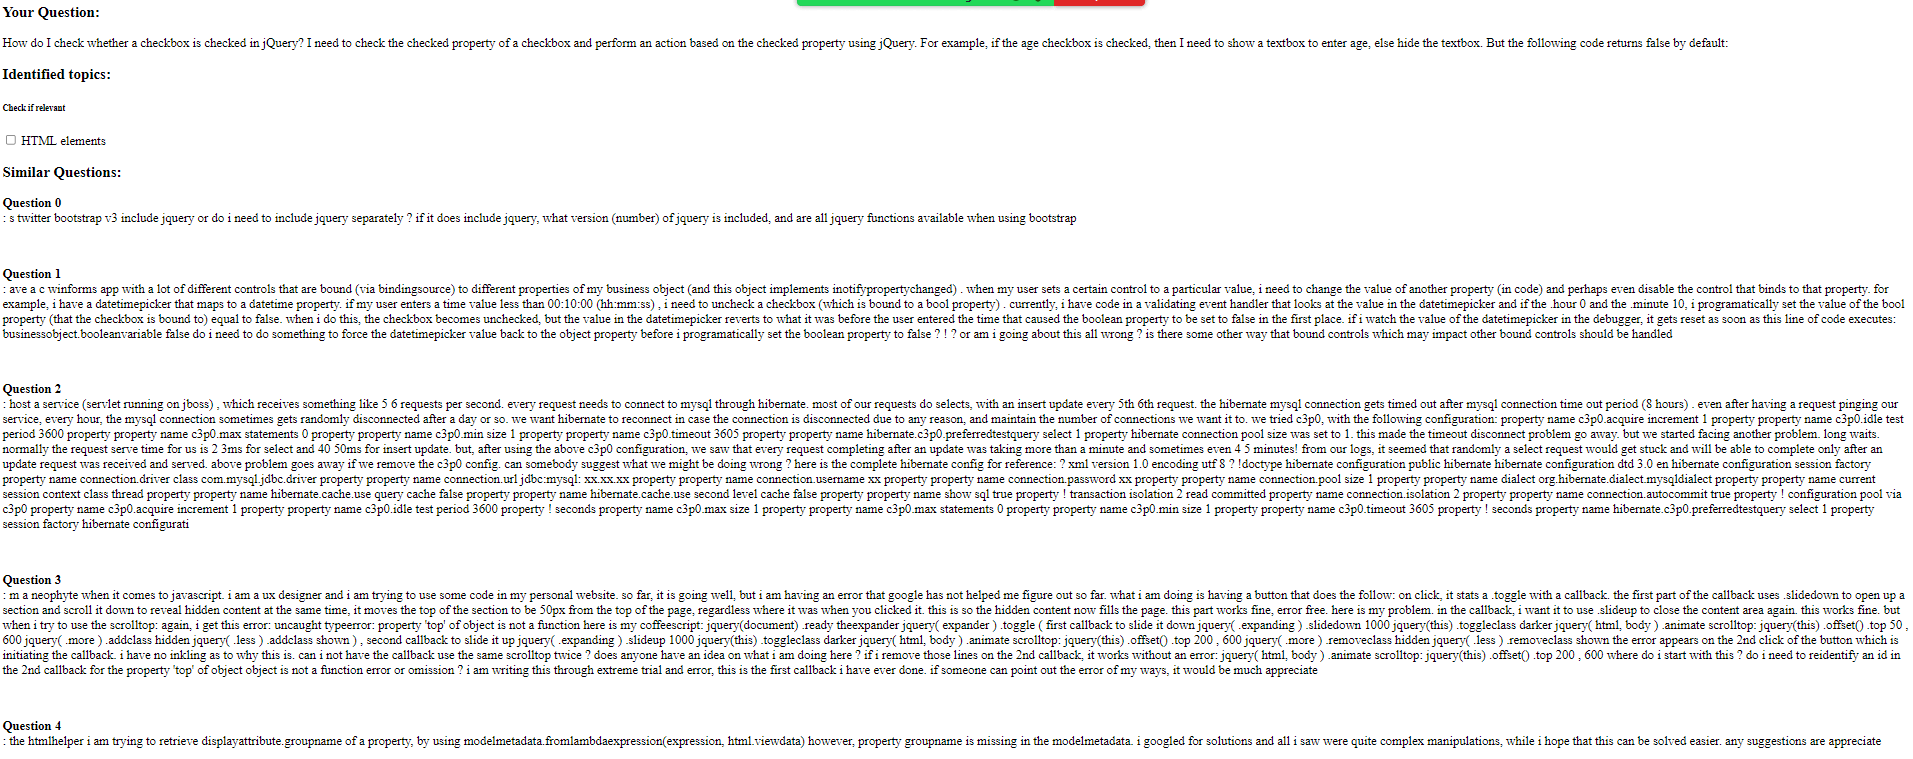 Your Question:
How do I check whether a checkbox is checked in jQuery? I need to check the checked property of a checkbox and perform an action based on the checked property using jQuery. For example, if the age checkbox is checked, then I need to show a textbox to enter age, else hide the textbox. But the following code returns false by default:
Identified topics:
Check if relevant
HTML elements
Similar Questions:
Question 0
: s twitter bootstrap v3 include jquery or do i need to include jquery separately ? if it does include jquery, what version (number) of jquery is included, and are all jquery functions available when using bootstrap
Question 1
: ave a c winforms app with a lot of different controls that are bound (via bindingsource) to different properties of my business object (and this object implements inotifypropertychanged) . when my user sets a certain control to a particular value, i need to change the value of another property (in code) and perhaps even disable the control that binds to that property. for
example, i have a datetimepicker that maps to a datetime property. if my user enters a time value less than 00:10:00 (hh:mm:ss) , i need to uncheck a checkbox (which is bound to a bool property) . currently, i have code in a validating event handler that looks at the value in the datetimepicker and if the .hour 0 and the .minute 10, i programatically set the value of the bool
property (that the checkbox is bound to) equal to false. when i do this, the checkbox becomes unchecked, but the value in the datetimepicker reverts to what it was before the user entered the time that caused the boolean property to be set to false in the first place. if i watch the value of the datetimepicker in the debugger, it gets reset as soon as this line of code executes:
businessobject.booleanvariable false do i need to do something to force the datetimepicker value back to the object property before i programatically set the boolean property to false ? ! ? or am i going about this all wrong ? is there some other way that bound controls which may impact other bound controls should be handled
Question 2
: host a service (servlet running on jboss) , which receives something like 5 6 requests per second. every request needs to connect to mysql through hibernate. most of our requests do selects, with an insert update every 5th 6th request. the hibernate mysql connection gets timed out after mysql connection time out period (8 hours) . even after having a request pinging our
service, every hour, the mysql connection sometimes gets randomly disconnected after a day or so. we want hibernate to reconnect in case the connection is disconnected due to any reason, and maintain the number of connections we want it to. we tried c3p0, with the following configuration: property name c3p0.acquire increment 1 property property name c3p0.idle test
period 3600 property property name c3p0.max statements 0 property property name c3p0.min size 1 property property name c3p0.timeout 3605 property property name hibernate.c3p0.preferredtestquery select 1 property hibernate connection pool size was set to 1. this made the timeout disconnect problem go away. but we started facing another problem. long waits.
normally the request serve time for us is 2 3ms for select and 40 50ms for insert update. but, after using the above c3p0 configuration, we saw that every request completing after an update was taking more than a minute and sometimes even 4 5 minutes! from our logs, it seemed that randomly a select request would get stuck and will be able to complete only after an
update request was received and served. above problem goes away if we remove the c3p0 config. can somebody suggest what we might be doing wrong ? here is the complete hibernate config for reference: ? xml version 1.0 encoding utf 8 ? !doctype hibernate configuration public hibernate hibernate configuration dtd 3.0 en hibernate configuration session factory
property name connection.driver class com.mysql.jdbc.driver property property name connection.url jdbc:mysql: xx.xx.xx property property name connection.username xx property property name connection.password xx property property name connection.pool size 1 property property name dialect org.hibernate.dialect.mysqldialect property property name current
session context class thread property property name hibernate.cache.use query cache false property property name hibernate.cache.use second level cache false property property name show sql true property ! transaction isolation 2 read committed property name connection.isolation 2 property property name connection.autocommit true property ! configuration pool via
c3p0 property name c3p0.acquire increment 1 property property name c3p0.idle test period 3600 property ! seconds property name c3p0.max size 1 property property name c3p0.max statements 0 property property name c3p0.min size 1 property property name c3p0.timeout 3605 property ! seconds property name hibernate.c3p0.preferredtestquery select 1 property
session factory hibernate configurati
Question 3
: m a neophyte when it comes to javascript. i am a ux designer and i am trying to use some code in my personal website. so far, it is going well, but i am having an error that google has not helped me figure out so far. what i am doing is having a button that does the follow: on click, it stats a .toggle with a callback. the first part of the callback uses .slidedown to open up a
section and scroll it down to reveal hidden content at the same time, it moves the top of the section to be 50px from the top of the page, regardless where it was when you clicked it. this is so the hidden content now fills the page. this part works fine, error free. here is my problem. in the callback, i want it to use .slideup to close the content area again. this works fine. but
when i try to use the scrolltop: again, i get this error: uncaught typeerror: property 'top' of object is not a function here is my coffeescript: jquery(document) .ready theexpander jquery( expander ) .toggle ( first callback to slide it down jquery( .expanding ) .slidedown 1000 jquery(this) .toggleclass darker jquery( html, body ) .animate scrolltop: jquery(this) .offset() .top 50 ,
600 jquery( .more ) .addclass hidden jquery( .less ) .addclass shown ) , second callback to slide it up jquery( .expanding ) .slideup 1000 jquery(this) .toggleclass darker jquery( html, body ) .animate scrolltop: jquery(this) .offset() .top 200 , 600 jquery( .more ) .removeclass hidden jquery( .less ) .removeclass shown the error appears on the 2nd click of the button which is
initiating the callback. i have no inkling as to why this is. can i not have the callback use the same scrolltop twice ? does anyone have an idea on what i am doing here ? if i remove those lines on the 2nd callback, it works without an error: jquery( html, body ) .animate scrolltop: jquery(this) .offset() .top 200 , 600 where do i start with this ? do i need to reidentify an id in
the 2nd callback for the property 'top' of object object is not a function error or omission ? i am writing this through extreme trial and error, this is the first callback i have ever done. if someone can point out the error of my ways, it would be much appreciate
Question 4
: the htmlhelper i am trying to retrieve displayattribute.groupname of a property, by using modelmetadata.fromlambdaexpression(expression, html.viewdata) however, property groupname is missing in the modelmetadata. i googled for solutions and all i saw were quite complex manipulations, while i hope that this can be solved easier. any suggestions are appreciate